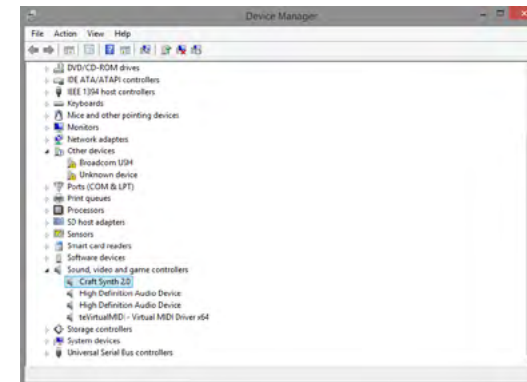 Device Manager
File Action View Help
DVD/CD-ROM drives
IDE ATA/ATAPI controllers
IEEE 1394 host controllers
Keyboards
Mice and other pointing devices
Monitors
Network adapters
Other devices
Broadcom USH
Unknown device
Ports (COM & LPT)
Print queues
Processors
SD host adapters
Sensors
Smart card readers
Software devices
Sound, video and game controllers
Craft Synth 2.0
High Definition Audio Device
High Definition Audio Device
teVirtualMIDI - Virtual MIDI Driver x64
Storage controllers
System devices
Universal Serial Bus controllers